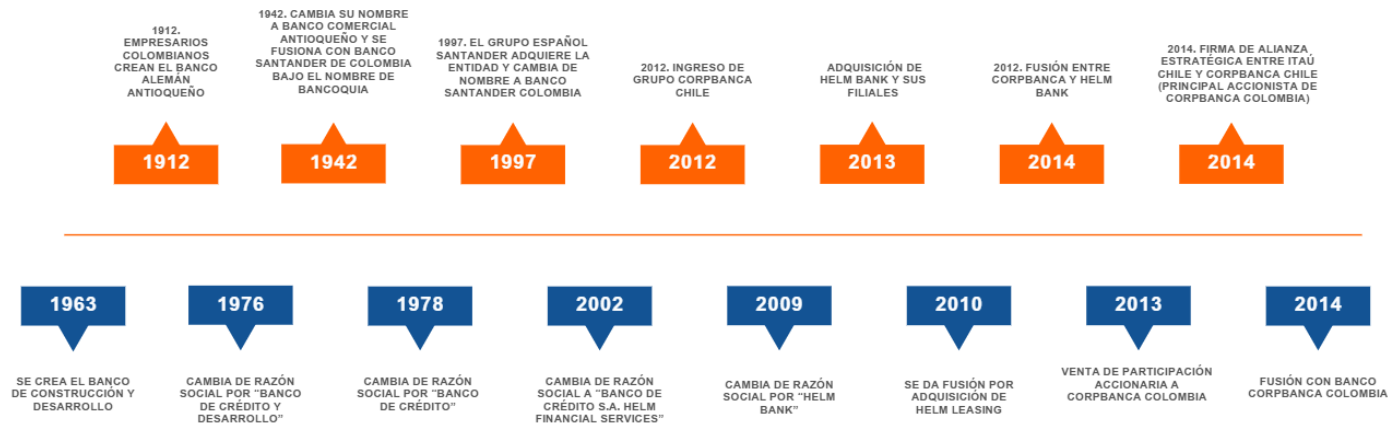 1912.
EMPRESARIOS
COLOMBIANOS
CREAN EL BANCO
ALEMÁN
ANTIOQUEÑO
1912
1942. CAMBIA SU NOMBRE
A BANCO COMERCIAL
ANTIOQUEÑO Y SE
FUSIONA CON BANCO
SANTANDER DE COLOMBIA
BAJO EL NOMBRE DE
BANCOQUIA
1942
1997. EL GRUPO ESPAÑOL
SANTANDER ADQUIERE LA
ENTIDAD Y CAMBIA DE
NOMBRE A BANCO
SANTANDER COLOMBIA
1997
2012. INGRESO DE
GRUPO CORPBANCA
CHILE
2012
ADQUISICIÓN DE
HELM BANK Y SUS
FILIALES
2013
2012. FUSIÓN ENTRE
CORPBANCA Y HELM
BANK
2014
2014. FIRMA DE ALIANZA
ESTRATÉGICA ENTRE ITAÚ
CHILE Y CORPBANCA CHILE
(PRINCIPAL ACCIONISTA DE
CORPBANCA COLOMBIA)
2014
1963
SE CREA EL BANCO
DE CONSTRUCCIÓN Y
DESARROLLO
1976
CAMBIA DE RAZÓN
SOCIAL POR "BANCO
DE CRÉDITO Y
DESARROLLO"
1978
CAMBIA DE RAZÓN
SOCIAL POR "BANCO
DE CRÉDITO"
2002
CAMBIA DE RAZÓN
SOCIAL A "BANCO DE
CRÉDITO S.A. HELM
FINANCIAL SERVICES"
2009
CAMBIA DE RAZÓN
SOCIAL POR "HELM
BANK"
2010
SE DA FUSIÓN POR
ADQUISICIÓN DE
HELM LEASING
2013
VENTA DE PARTICIPACIÓN
ACCIONARIA A
CORPBANCA COLOMBIA
2014
FUSIÓN CON BANCO
CORPBANCA COLOMBIA